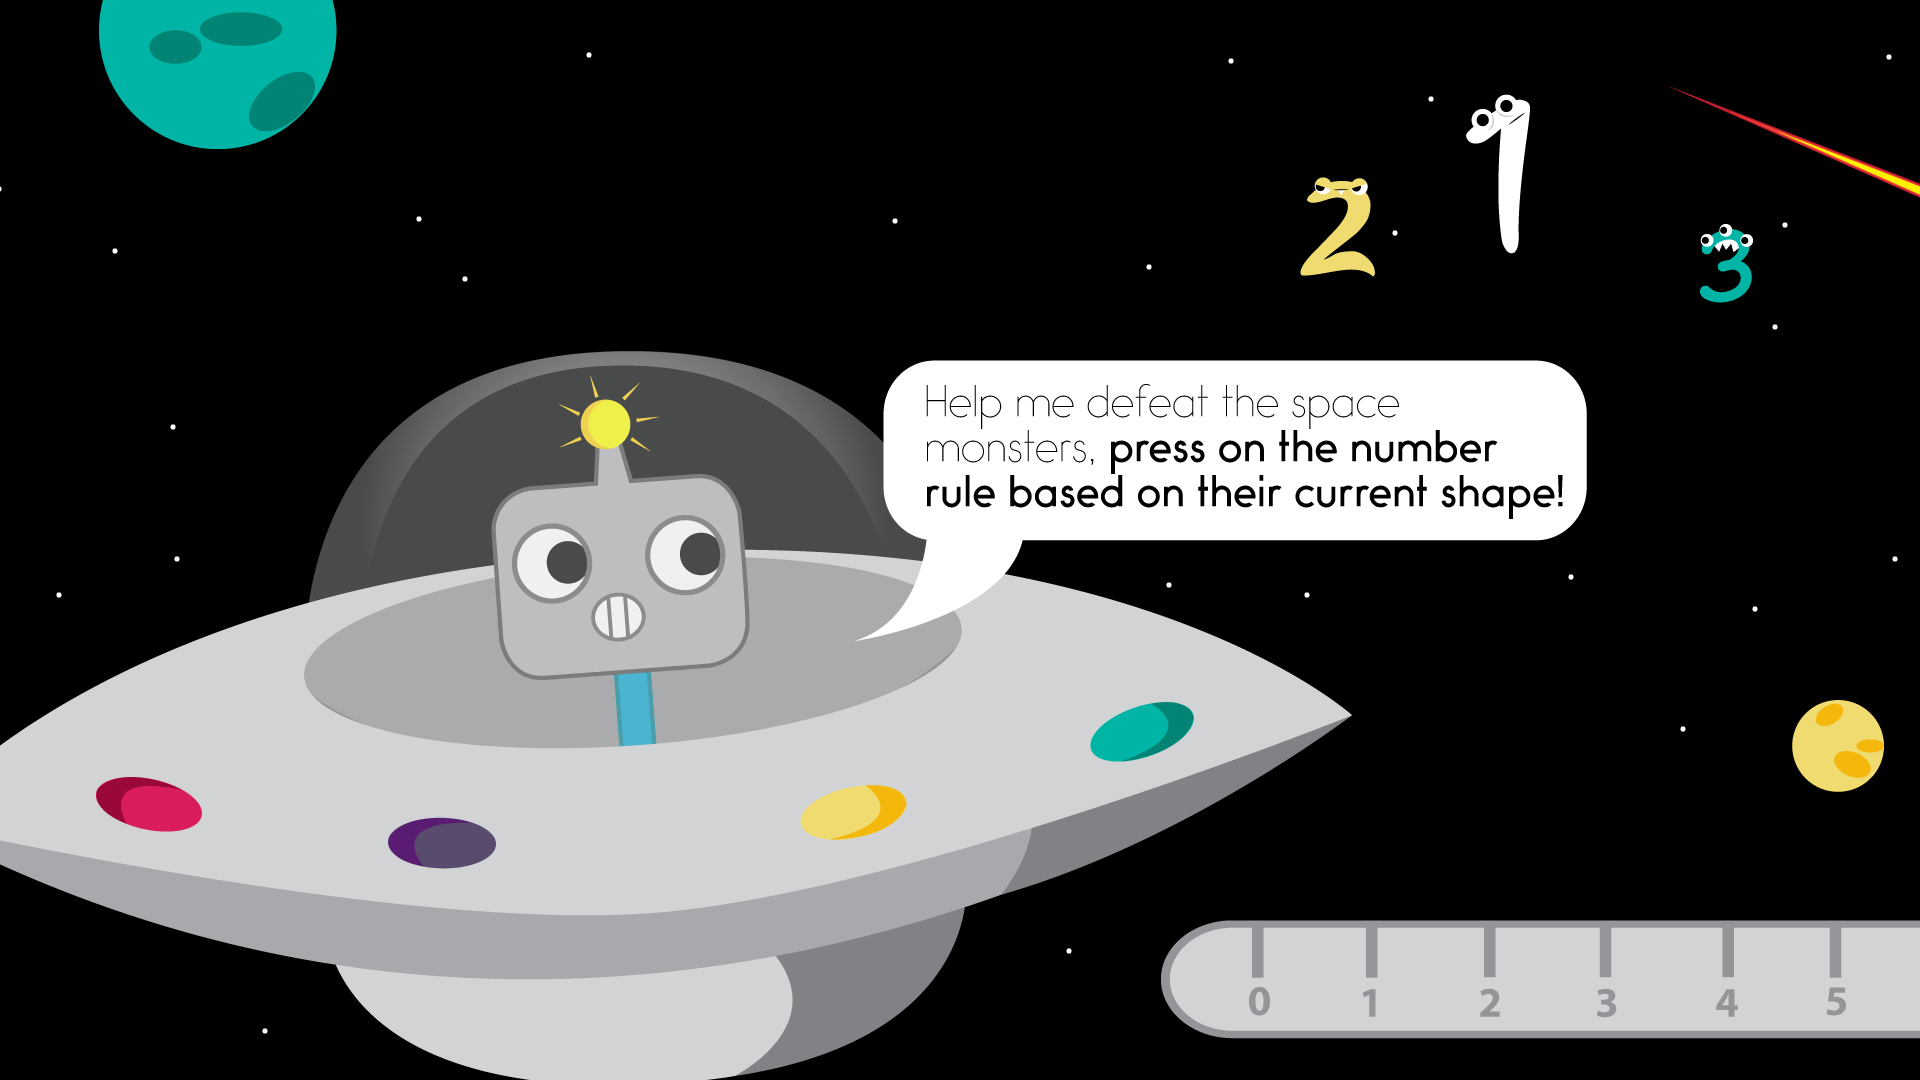 2 1 3
Help me defeat the space
monsters, press on the number
rule based on their current shape!
0 1 2 3 4 5